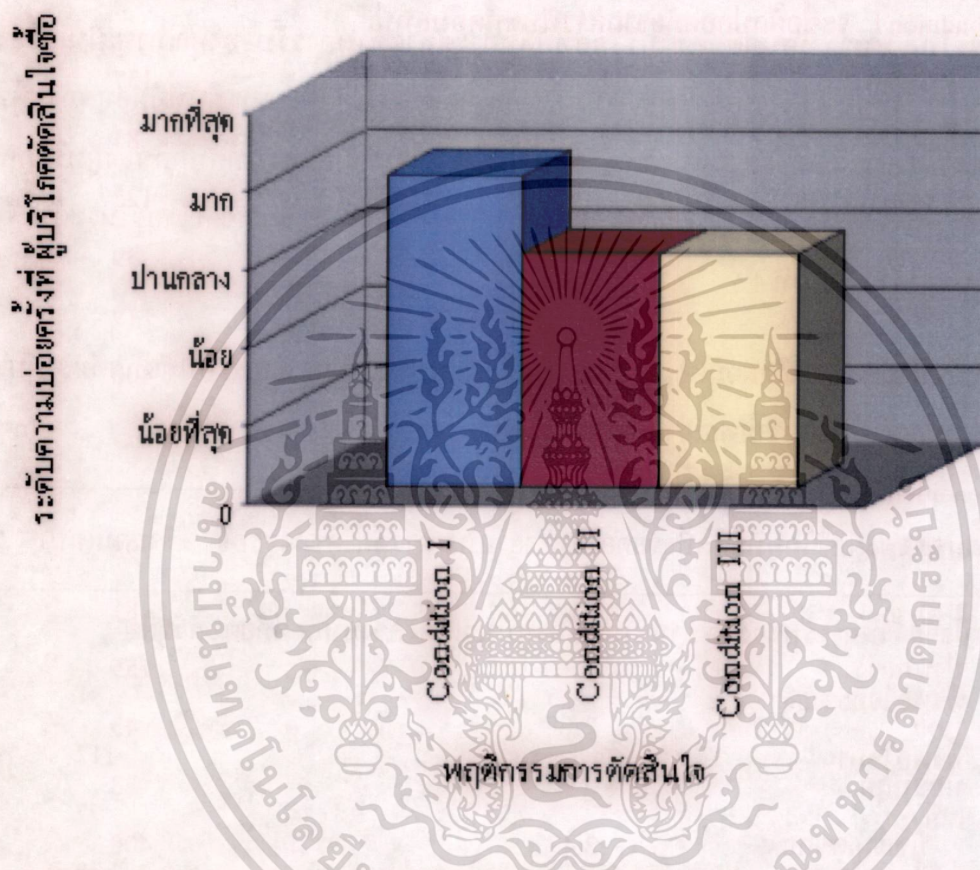 ระดับความบ่อยครั้งที่ ผู้บริโภคตัดสินใจซื้อ
มากที่สุด
มาก
ปานกลาง
น้อย
น้อยที่สุด
0
Condition I
Condition II
Condition III
พฤติกรรมการตัดสินใจ